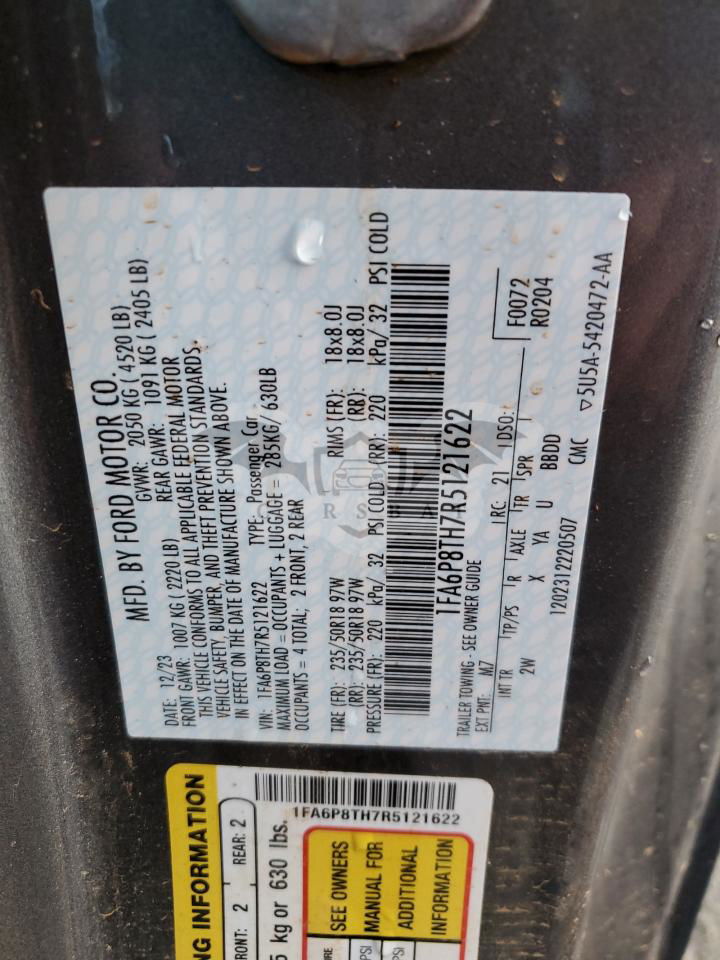 MFD. BY FORD MOTOR CO.
DATE: 12/23 GVWR: 2050 KG ( 4520 LB)
FRONT GAWR: 1007 KG ( 2220 LB) REAR GAWR: 1091 KG ( 2405 LB)
THIS VEHICLE CONFORMS TO ALL APPLICABLE FEDERAL MOTOR
VEHICLE SAFETY, BUMPER, AND THEFT PREVENTION STANDARDS
IN EFFECT ON THE DATE OF MANUFACTURE SHOWN ABOVE.
VIN: 1FA6P8TH7R5121622 TYPE: Passenger Car
MAXIMUM LOAD = OCCUPANTS + LUGGAGE = 285KG/ 630LB
OCCUPANTS = 4 TOTAL; 2 FRONT, 2 REAR
TIRE (FR): 235/50R18 97W RIMS (FR): 18x8.0J
(RR): 235/50R18 97W (RR): 18x8.0J
PRESSURE (FR): 220 kPa/ 32 PSI COLD (RR): 220 kPa/ 32 PSI COLD
1FA6P8TH7R5121622
TRAILER TOWING - SEE OWNER GUIDE
EXT PNT: M7 RC: 21 DSO: F0072
R0204
INT TR TP/PS R AXLE TR SPR
2W X YA U BBDD
1202312220507 CMC ▽5U5A-5420472-AA
1FA6P8TH7R5121622
NG INFORMATION
FRONT: 2 REAR: 2
5 kg or 630 lbs.
SEE OWNERS
MANUAL FOR
ADDITIONAL
INFORMATION